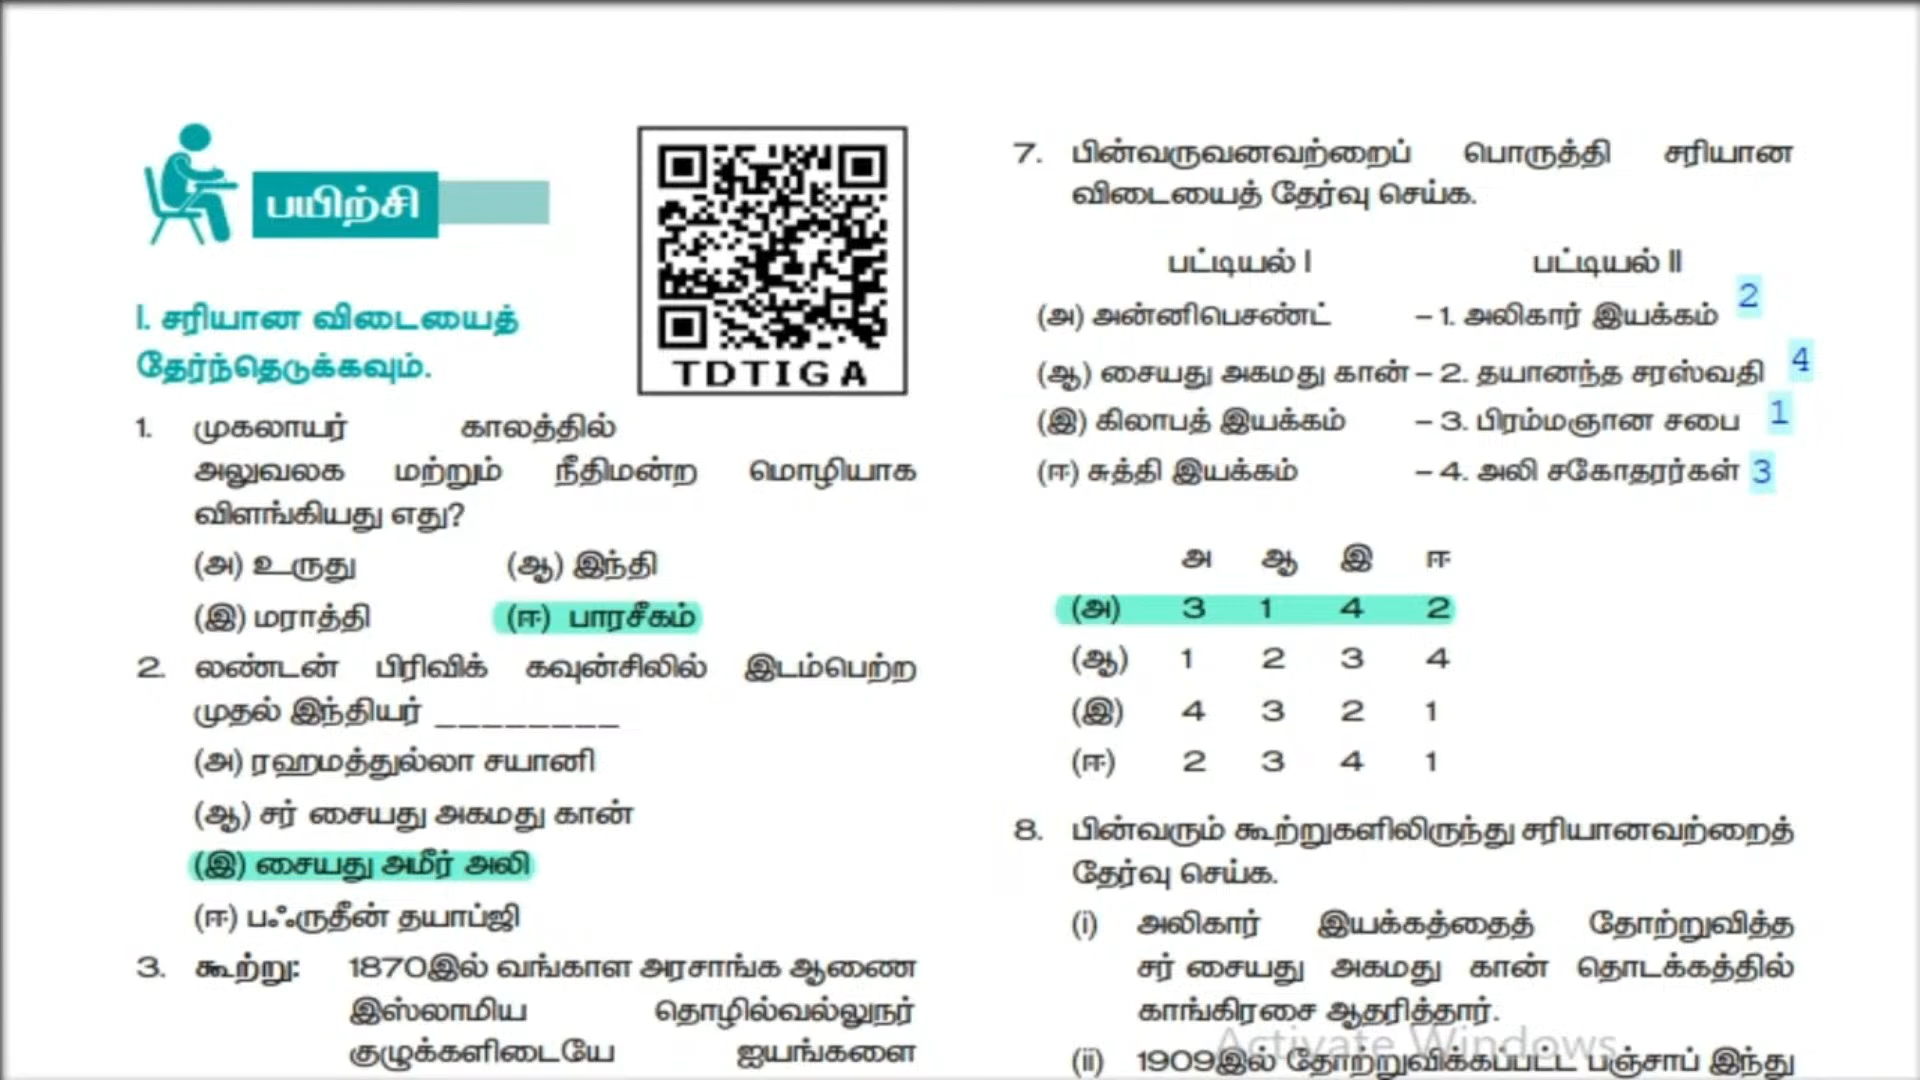 பயிற்சி
TDTIGA
I. சரியான விடையைத்
தேர்ந்தெடுக்கவும்.
1. முகலாயர் காலத்தில்
அலுவலக மற்றும் நீதிமன்ற மொழியாக
விளங்கியது எது?
(அ) உருது (ஆ) இந்தி
(இ) மராத்தி (ஈ) பாரசீகம்
2. லண்டன் பிரிவிக் கவுன்சிலில் இடம்பெற்ற
முதல் இந்தியர் ________
(அ) ரஹமத்துல்லா சயானி
(ஆ) சர் சையது அகமது கான்
(இ) சையது அமீர் அலி
(ஈ) பஃருதீன் தயாப்ஜி
3. கூற்று: 1870இல் வங்காள அரசாங்க ஆணை
இஸ்லாமிய தொழில்வல்லுநர்
குழுக்களிடையே ஐயங்களை
7. பின்வருவனவற்றைப் பொருத்தி சரியான
விடையைத் தேர்வு செய்க.
பட்டியல் I பட்டியல் II
(அ) அன்னிபெசண்ட் – 1. அலிகார் இயக்கம் 2
(ஆ) சையது அகமது கான் – 2. தயானந்த சரஸ்வதி 4
(இ) கிலாபத் இயக்கம் – 3. பிரம்மஞான சபை 1
(ஈ) சுத்தி இயக்கம் – 4. அலி சகோதரர்கள் 3
அ ஆ இ ஈ
(அ) 3 1 4 2
(ஆ) 1 2 3 4
(இ) 4 3 2 1
(ஈ) 2 3 4 1
8. பின்வரும் கூற்றுகளிலிருந்து சரியானவற்றைத்
தேர்வு செய்க.
(i) அலிகார் இயக்கத்தைத் தோற்றுவித்த
சர் சையது அகமது கான் தொடக்கத்தில்
காங்கிரசை ஆதரித்தார்.
Activate Windows
(ii) 1909இல் தோற்றுவிக்கப்பட்ட பஞ்சாப் இந்து